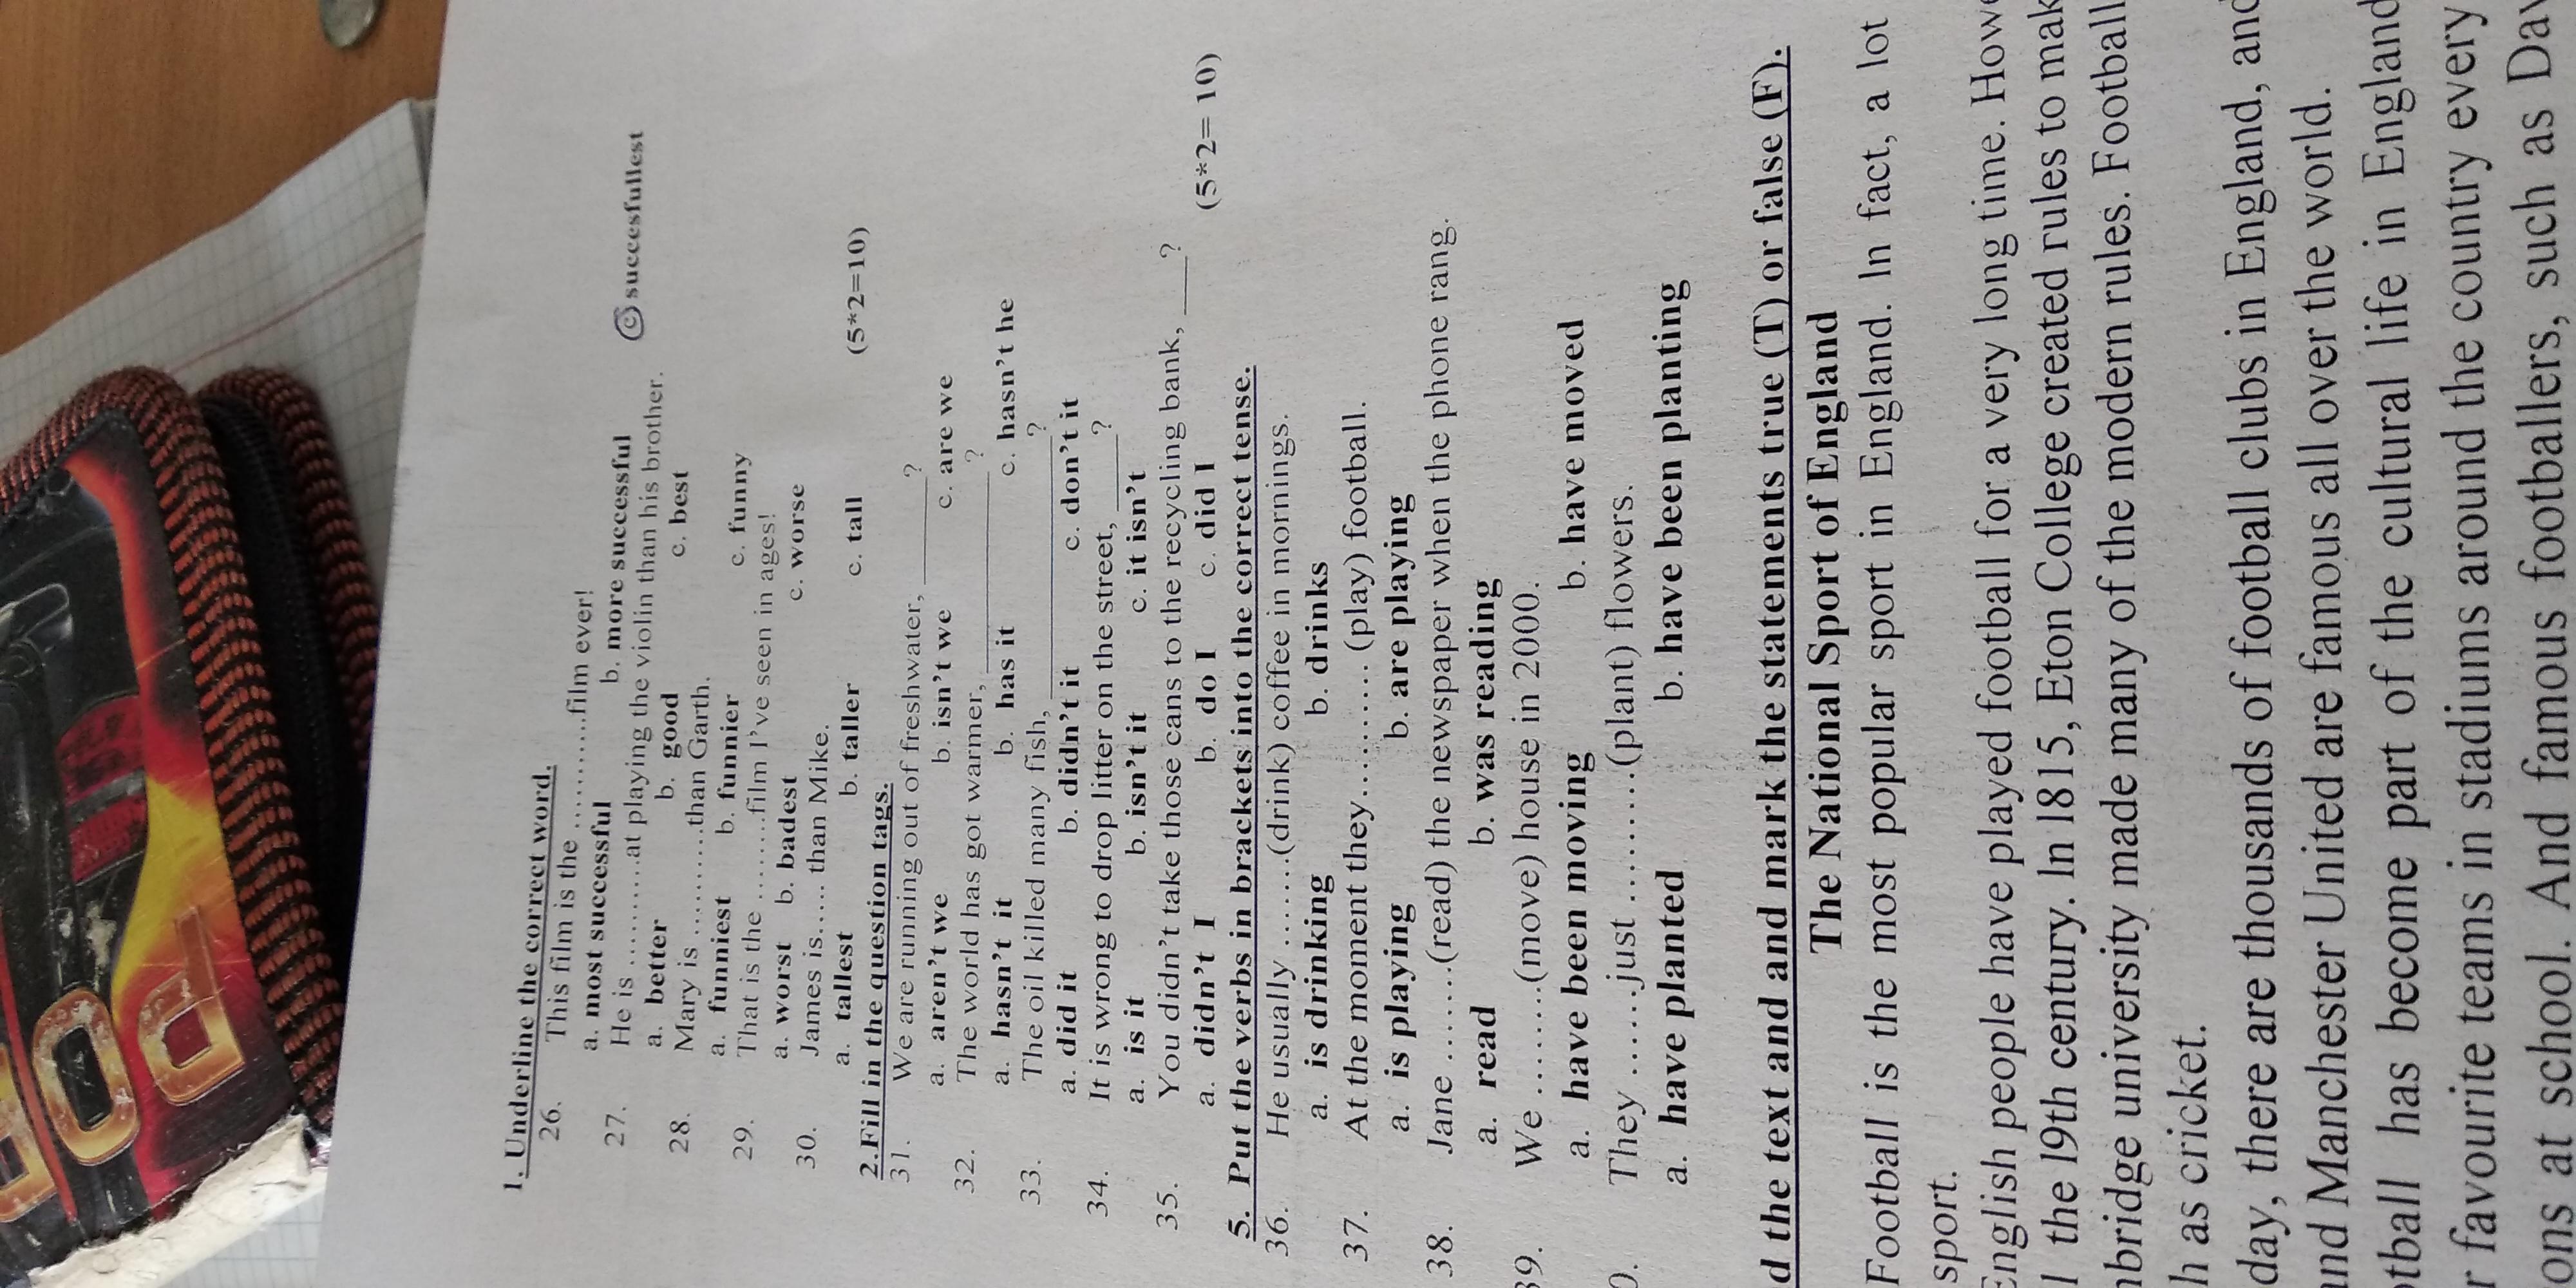 1. Underline the correct word.
26. This film is the ...........film ever!
a. most successful b. more successful c. succesfullest
27. He is ..........at playing the violin than his brother.
a. better b. good c. best
28. Mary is ...........than Garth.
a. funniest b. funnier c. funny
29. That is the ........film I've seen in ages!
a. worst b. badest c. worse
30. James is..... than Mike.
a. tallest b. taller c. tall
2.Fill in the question tags. (5*2=10)
31. We are running out of freshwater, ________?
a. aren't we b. isn't we c. are we
32. The world has got warmer, ____________?
a. hasn't it b. has it c. hasn't he
33. The oil killed many fish, ________________?
a. did it b. didn't it c. don't it
34. It is wrong to drop litter on the street, _____?
a. is it b. isn't it c. it isn't
35. You didn't take those cans to the recycling bank, ____?
a. didn't I b. do I c. did I (5*2= 10)
5. Put the verbs in brackets into the correct tense.
36. He usually ........(drink) coffee in mornings.
a. is drinking b. drinks
37. At the moment they............ (play) football.
a. is playing b. are playing
38. Jane ........(read) the newspaper when the phone rang.
a. read b. was reading
39. We .........(move) house in 2000.
a. have been moving b. have moved
0. They ......just ..........(plant) flowers.
a. have planted b. have been planting
d the text and and mark the statements true (T) or false (F).
The National Sport of England
Football is the most popular sport in England. In fact, a lot
sport.
English people have played football for a very long time. Howe
l the 19th century. In 1815, Eton College created rules to mak
nbridge university made many of the modern rules. Football
h as cricket.
day, there are thousands of football clubs in England, and
nd Manchester United are famous all over the world.
otball has become part of the cultural life in England
r favourite teams in stadiums around the country every
ons at school. And famous footballers, such as Dav